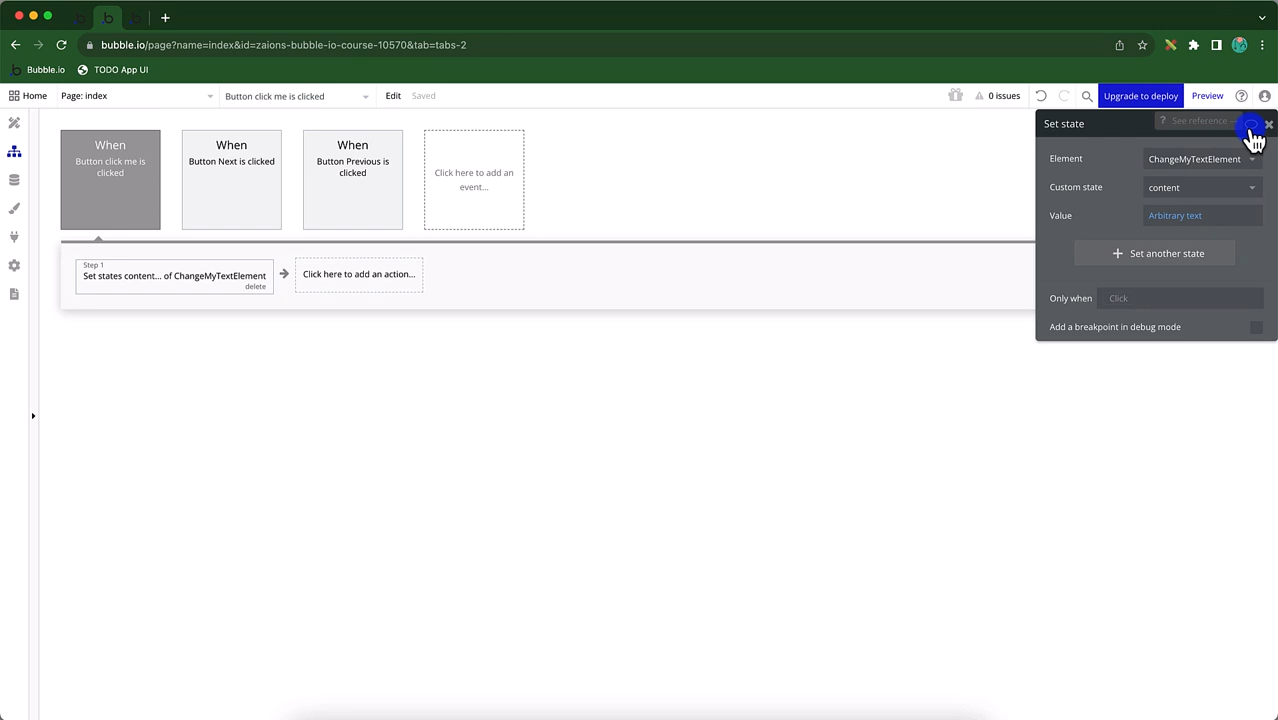 bubble.io/page?name=index&id=zaions-bubble-io-course-10570&tab=tabs-2
Bubble.io
TODO App UI
Home
Page: index
Button click me is clicked
Edit
Saved
0 issues
Upgrade to deploy
Preview
When
Button click me is
clicked
When
Button Next is clicked
When
Button Previous is
clicked
Click here to add an
event...
Step 1
Set states content... of ChangeMyTextElement
delete
Click here to add an action...
Set state
? See reference —
Element
ChangeMyTextElement
Custom state
content
Value
Arbitrary text
+ Set another state
Only when
Click
Add a breakpoint in debug mode